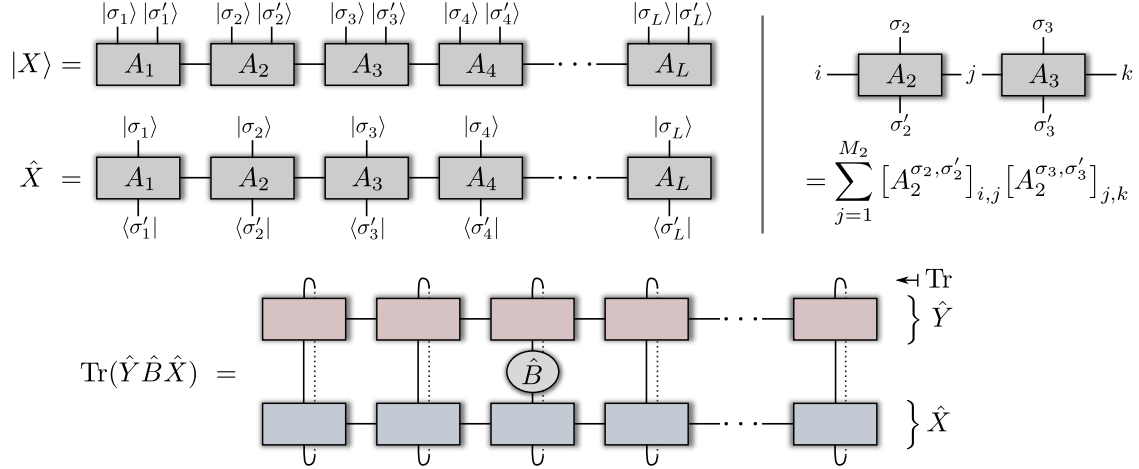 |σ₁⟩ |σ′₁⟩ |σ₂⟩ |σ′₂⟩ |σ₃⟩ |σ′₃⟩ |σ₄⟩ |σ′₄⟩ |σ_L⟩ |σ′_L⟩
|X⟩ = A₁ A₂ A₃ A₄ ··· A_L
|σ₁⟩ |σ₂⟩ |σ₃⟩ |σ₄⟩ |σ_L⟩
X̂ = A₁ A₂ A₃ A₄ ··· A_L
⟨σ′₁| ⟨σ′₂| ⟨σ′₃| ⟨σ′₄| ⟨σ′_L|
σ₂ σ₃
i A₂ j A₃ k
σ′₂ σ′₃
= ∑_{j=1}^{M₂} [A₂^{σ₂,σ′₂}]_{i,j} [A₂^{σ₃,σ′₃}]_{j,k}
Tr
··· } Ŷ
Tr(ŶB̂X̂) = B̂
··· } X̂